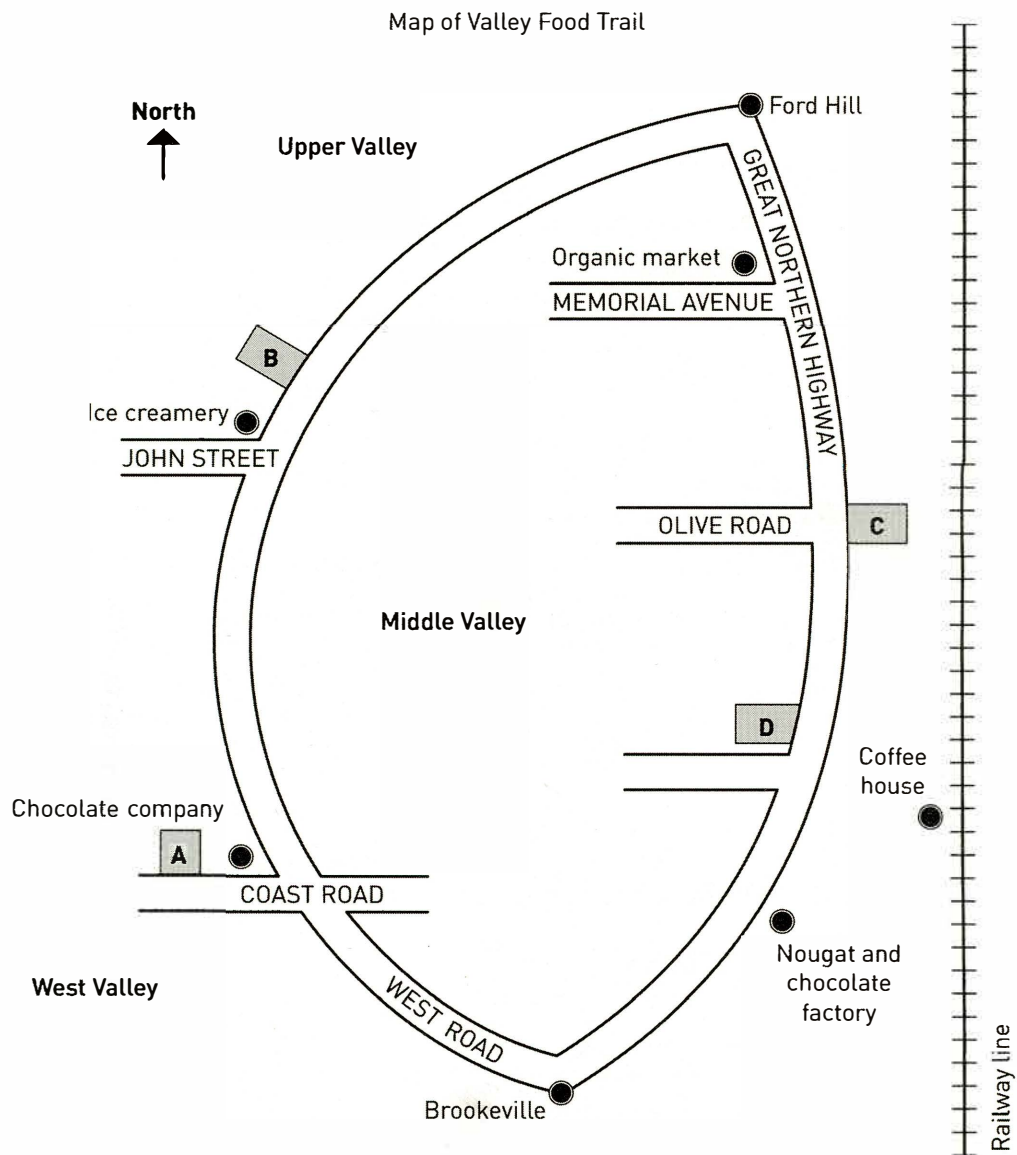 Map of Valley Food Trail
North
Ford Hill
Upper Valley
GREAT NORTHERN HIGHWAY
Organic market
MEMORIAL AVENUE
B
Ice creamery
JOHN STREET
OLIVE ROAD
C
Middle Valley
D
Coffee
house
Chocolate company
A
COAST ROAD
Nougat and
chocolate
factory
West Valley
WEST ROAD
Brookeville
Railway line